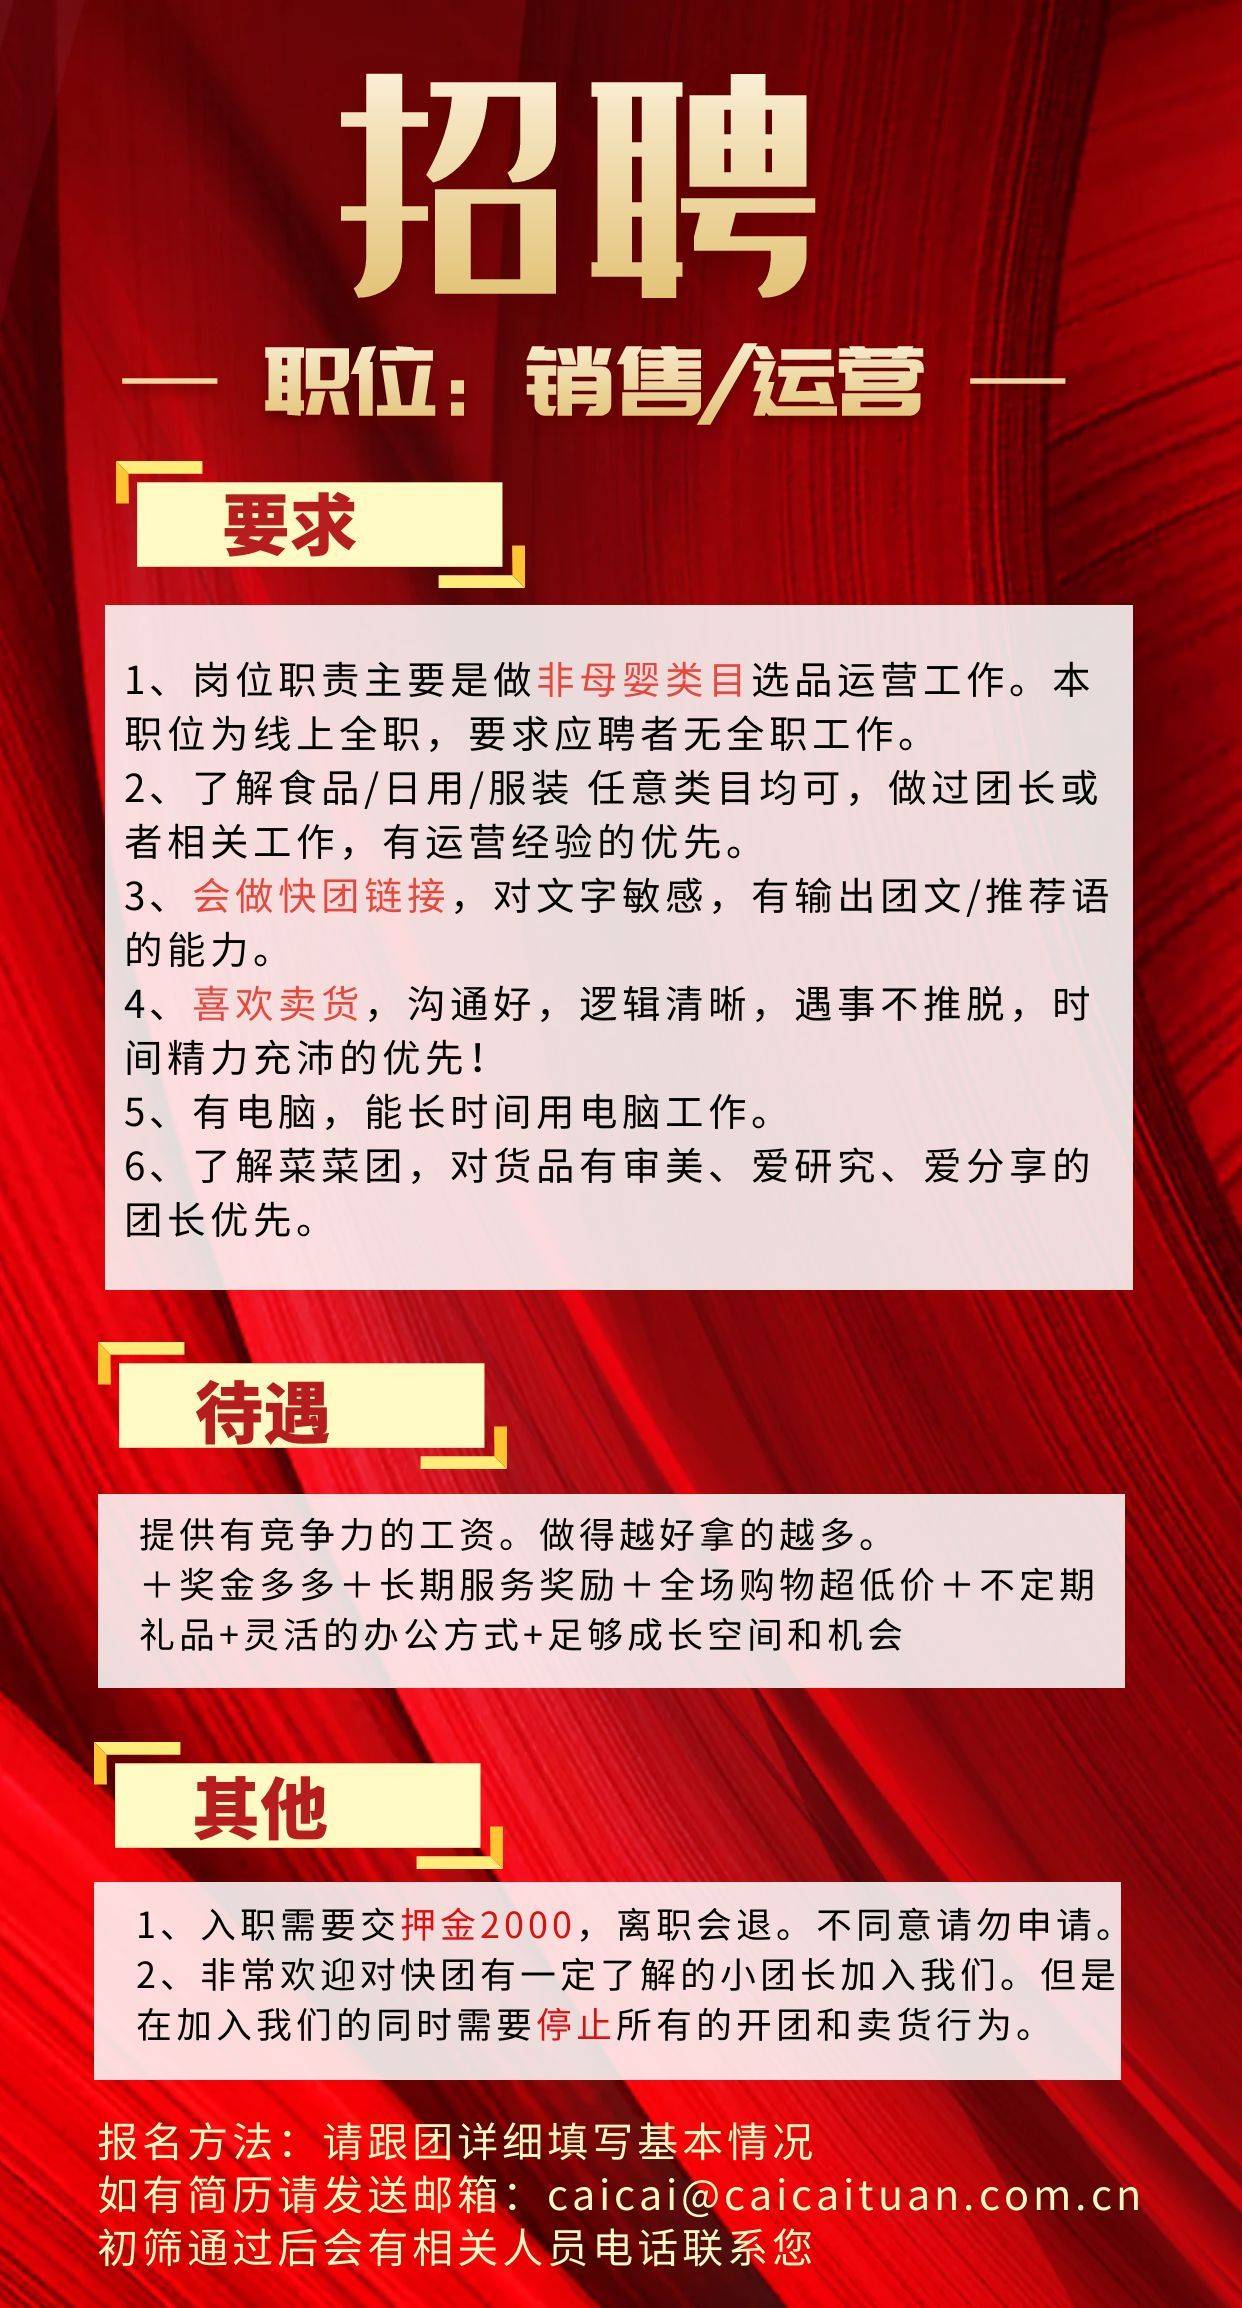 招聘
职位：销售/运营
要求
1、岗位职责主要是做非母婴类目选品运营工作。本
职位为线上全职，要求应聘者无全职工作。
2、了解食品/日用/服装 任意类目均可，做过团长或
者相关工作，有运营经验的优先。
3、会做快团链接，对文字敏感，有输出团文/推荐语
的能力。
4、喜欢卖货，沟通好，逻辑清晰，遇事不推脱，时
间精力充沛的优先！
5、有电脑，能长时间用电脑工作。
6、了解菜菜团，对货品有审美、爱研究、爱分享的
团长优先。
待遇
提供有竞争力的工资。做得越好拿的越多。
＋奖金多多＋长期服务奖励＋全场购物超低价＋不定期
礼品+灵活的办公方式+足够成长空间和机会
其他
1、入职需要交押金2000，离职会退。不同意请勿申请。
2、非常欢迎对快团有一定了解的小团长加入我们。但是
在加入我们的同时需要停止所有的开团和卖货行为。
报名方法：请跟团详细填写基本情况
如有简历请发送邮箱：caicai@caicaituan.com.cn
初筛通过后会有相关人员电话联系您